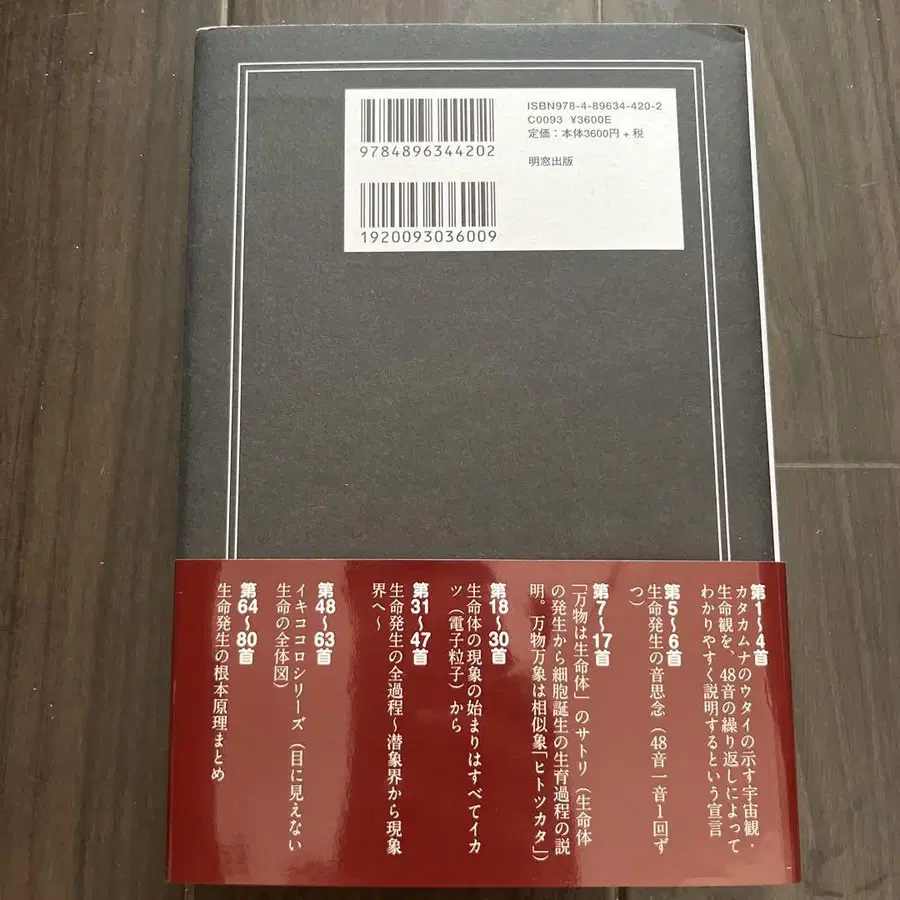 ISBN978-4-89634-420-2
C0093 ¥3600E
定価：本体3600円＋税
明窓出版
9784896344202
1920093036009
第1〜4首
カタカムナのウタイの示す宇宙観・
生命観を、48音の繰り返しによって
わかりやすく説明するという宣言
第5〜6首
生命発生の音思念（48音一音1回ず
つ）
第7〜17首
「万物は生命体」のサトリ（生命体
の発生から細胞誕生の生育過程の説
明。万物万象は相似象「ヒトツカタ」）
第18〜30首
生命体の現象の始まりはすべてイカ
ツ（電子粒子）から
第31〜47首
生命発生の全過程〜潜象界から現象
界へ〜
第48〜63首
イキココロシリーズ（目に見えない
生命の全体図）
第64〜80首
生命発生の根本原理まとめ